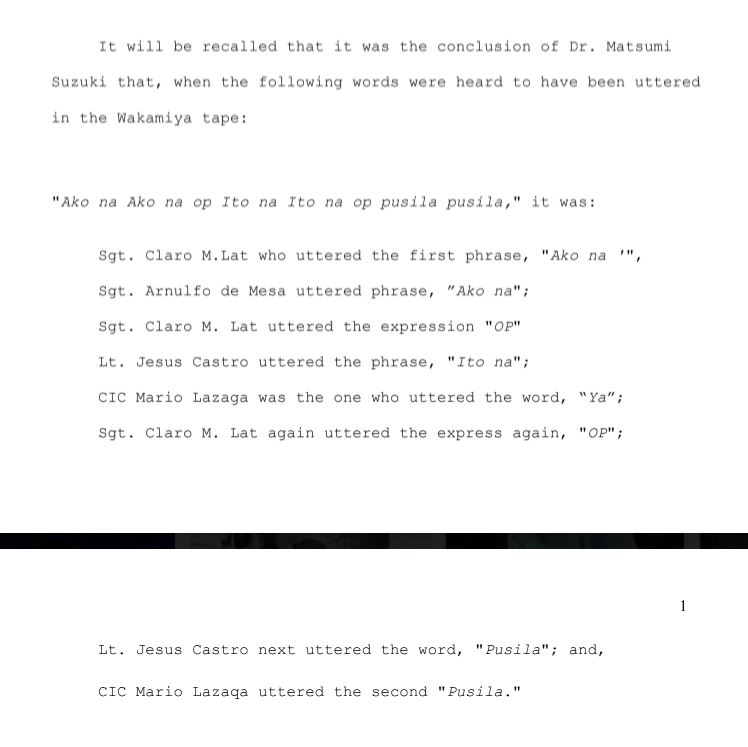 It will be recalled that it was the conclusion of Dr. Matsumi
Suzuki that, when the following words were heard to have been uttered
in the Wakamiya tape:
"Ako na Ako na op Ito na Ito na op pusila pusila," it was:
Sgt. Claro M.Lat who uttered the first phrase, "Ako na '",
Sgt. Arnulfo de Mesa uttered phrase, "Ako na";
Sgt. Claro M. Lat uttered the expression "OP"
Lt. Jesus Castro uttered the phrase, "Ito na";
CIC Mario Lazaga was the one who uttered the word, “Ya”;
Sgt. Claro M. Lat again uttered the express again, "OP";
1
Lt. Jesus Castro next uttered the word, "Pusila"; and,
CIC Mario Lazaqa uttered the second "Pusila."